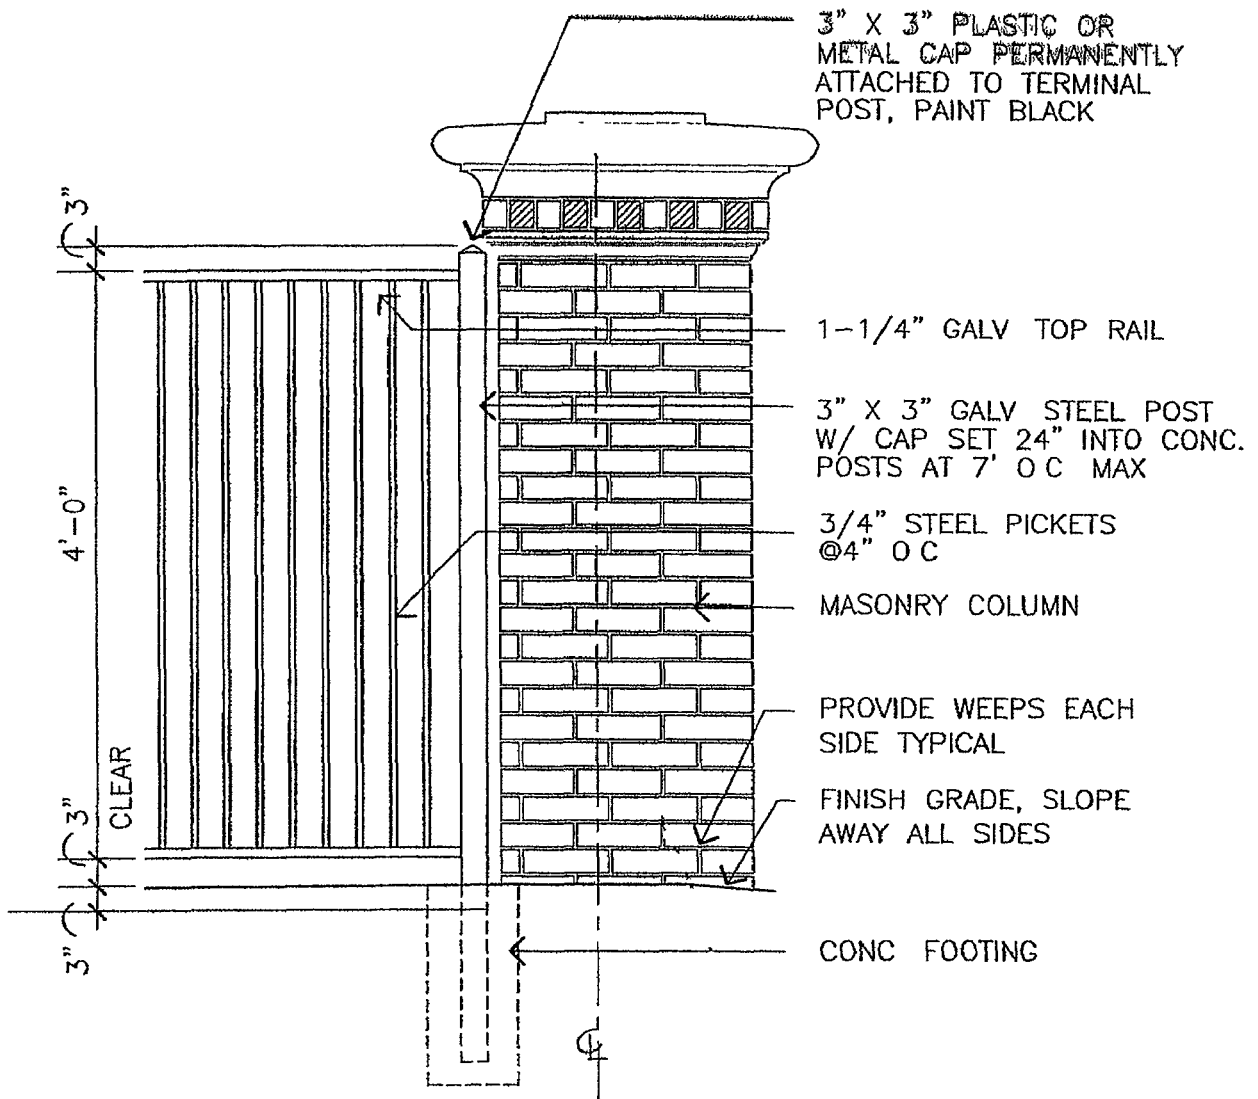 3" X 3" PLASTIC OR
METAL CAP PERMANENTLY
ATTACHED TO TERMINAL
POST, PAINT BLACK
3"
1-1/4" GALV TOP RAIL
3" X 3" GALV STEEL POST
W/ CAP SET 24" INTO CONC.
POSTS AT 7' O C MAX
4'-0"
3/4" STEEL PICKETS
@4" O C
MASONRY COLUMN
PROVIDE WEEPS EACH
SIDE TYPICAL
CLEAR
3"
FINISH GRADE, SLOPE
AWAY ALL SIDES
3"
CONC FOOTING
℄